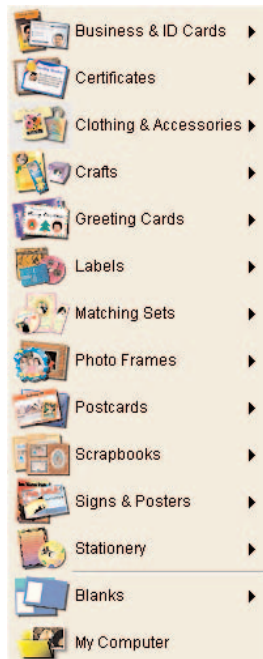 Business & ID Cards
Certificates
Clothing & Accessories
Crafts
Greeting Cards
Labels
Matching Sets
Photo Frames
Postcards
Scrapbooks
Signs & Posters
Stationery
Blanks
My Computer